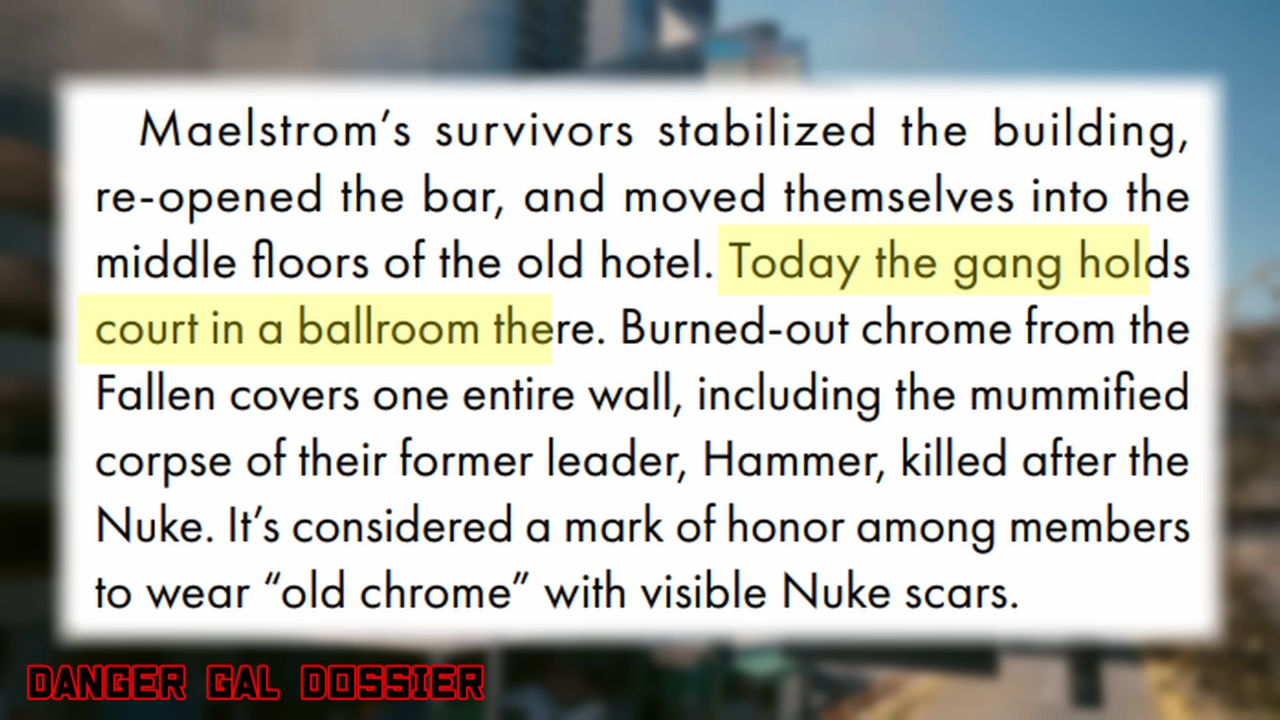 Maelstrom’s survivors stabilized the building,
re-opened the bar, and moved themselves into the
middle floors of the old hotel. Today the gang holds
court in a ballroom there. Burned-out chrome from the
Fallen covers one entire wall, including the mummified
corpse of their former leader, Hammer, killed after the
Nuke. It’s considered a mark of honor among members
to wear “old chrome” with visible Nuke scars.
DANGER GAL DOSSIER